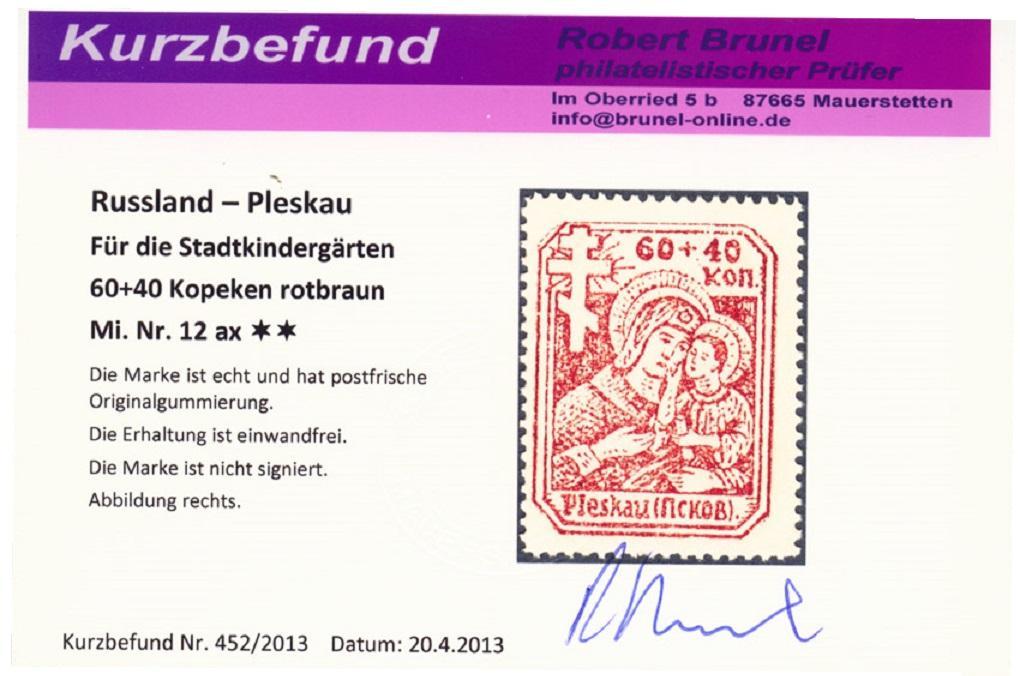 Kurzbefund
Robert Brunel
philatelistischer Prüfer
Im Oberried 5 b 87665 Mauerstetten
info@brunel-online.de
Russland – Pleskau
Für die Stadtkindergärten
60+40 Kopeken rotbraun
Mi. Nr. 12 ax ✶✶
Die Marke ist echt und hat postfrische
Originalgummierung.
Die Erhaltung ist einwandfrei.
Die Marke ist nicht signiert.
Abbildung rechts.
60+40
коп.
Pleskau (Псков).
Kurzbefund Nr. 452/2013 Datum: 20.4.2013